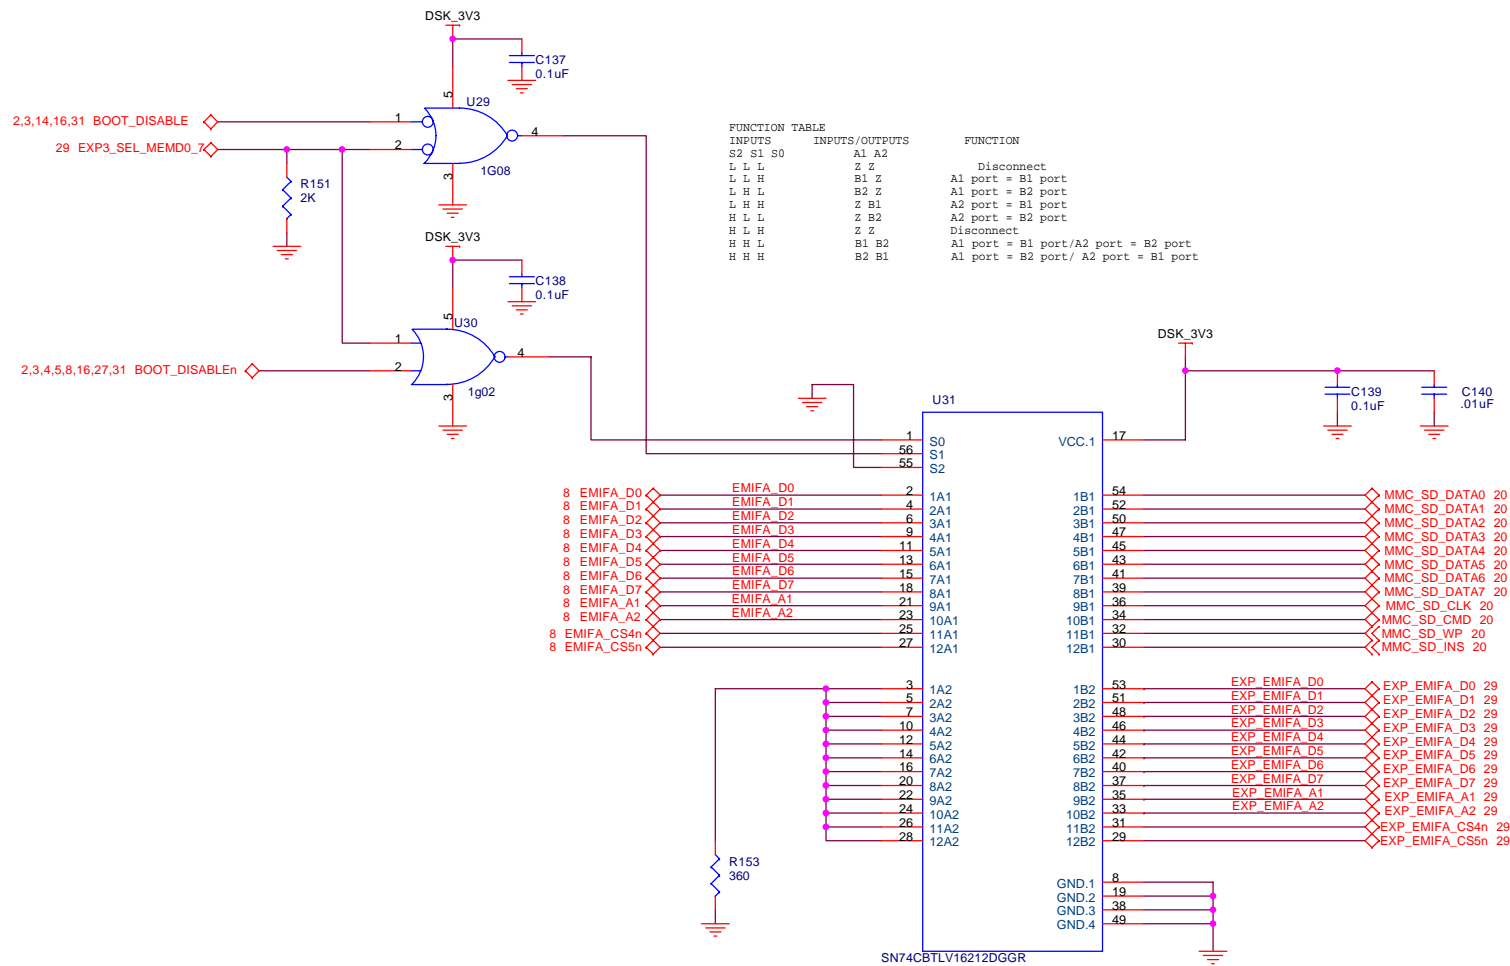 DSK_3V3
C137
0.1uF
5
U29
2,3,14,16,31 BOOT_DISABLE
1
4
29 EXP3_SEL_MEMD0_7
2
3
1G08
R151
2K
FUNCTION TABLE
INPUTS INPUTS/OUTPUTS FUNCTION
S2 S1 S0 A1 A2
L L L Z Z Disconnect
L L H B1 Z A1 port = B1 port
L H L B2 Z A1 port = B2 port
L H H Z B1 A2 port = B1 port
H L L Z B2 A2 port = B2 port
H L H Z Z Disconnect
H H L B1 B2 A1 port = B1 port/A2 port = B2 port
H H H B2 B1 A1 port = B2 port/ A2 port = B1 port
DSK_3V3
C138
0.1uF
5
U30
1
4
2,3,4,5,8,16,27,31 BOOT_DISABLEn
2
3
1g02
DSK_3V3
C139
0.1uF
C140
.01uF
U31
1 S0 VCC.1 17
56 S1
55 S2
8 EMIFA_D0 EMIFA_D0 2 1A1 1B1 54 MMC_SD_DATA0 20
8 EMIFA_D1 EMIFA_D1 4 2A1 2B1 52 MMC_SD_DATA1 20
8 EMIFA_D2 EMIFA_D2 6 3A1 3B1 50 MMC_SD_DATA2 20
8 EMIFA_D3 EMIFA_D3 9 4A1 4B1 47 MMC_SD_DATA3 20
8 EMIFA_D4 EMIFA_D4 11 5A1 5B1 45 MMC_SD_DATA4 20
8 EMIFA_D5 EMIFA_D5 13 6A1 6B1 43 MMC_SD_DATA5 20
8 EMIFA_D6 EMIFA_D6 15 7A1 7B1 41 MMC_SD_DATA6 20
8 EMIFA_D7 EMIFA_D7 18 8A1 8B1 39 MMC_SD_DATA7 20
8 EMIFA_A1 EMIFA_A1 21 9A1 9B1 36 MMC_SD_CLK 20
8 EMIFA_A2 EMIFA_A2 23 10A1 10B1 34 MMC_SD_CMD 20
8 EMIFA_CS4n 25 11A1 11B1 32 MMC_SD_WP 20
8 EMIFA_CS5n 27 12A1 12B1 30 MMC_SD_INS 20
3 1A2 1B2 53 EXP_EMIFA_D0 EXP_EMIFA_D0 29
5 2A2 2B2 51 EXP_EMIFA_D1 EXP_EMIFA_D1 29
7 3A2 3B2 48 EXP_EMIFA_D2 EXP_EMIFA_D2 29
10 4A2 4B2 46 EXP_EMIFA_D3 EXP_EMIFA_D3 29
12 5A2 5B2 44 EXP_EMIFA_D4 EXP_EMIFA_D4 29
14 6A2 6B2 42 EXP_EMIFA_D5 EXP_EMIFA_D5 29
16 7A2 7B2 40 EXP_EMIFA_D6 EXP_EMIFA_D6 29
20 8A2 8B2 37 EXP_EMIFA_D7 EXP_EMIFA_D7 29
22 9A2 9B2 35 EXP_EMIFA_A1 EXP_EMIFA_A1 29
24 10A2 10B2 33 EXP_EMIFA_A2 EXP_EMIFA_A2 29
26 11A2 11B2 31 EXP_EMIFA_CS4n 29
28 12A2 12B2 29 EXP_EMIFA_CS5n 29
R153
360
GND.1 8
GND.2 19
GND.3 38
GND.4 49
SN74CBTLV16212DGGR